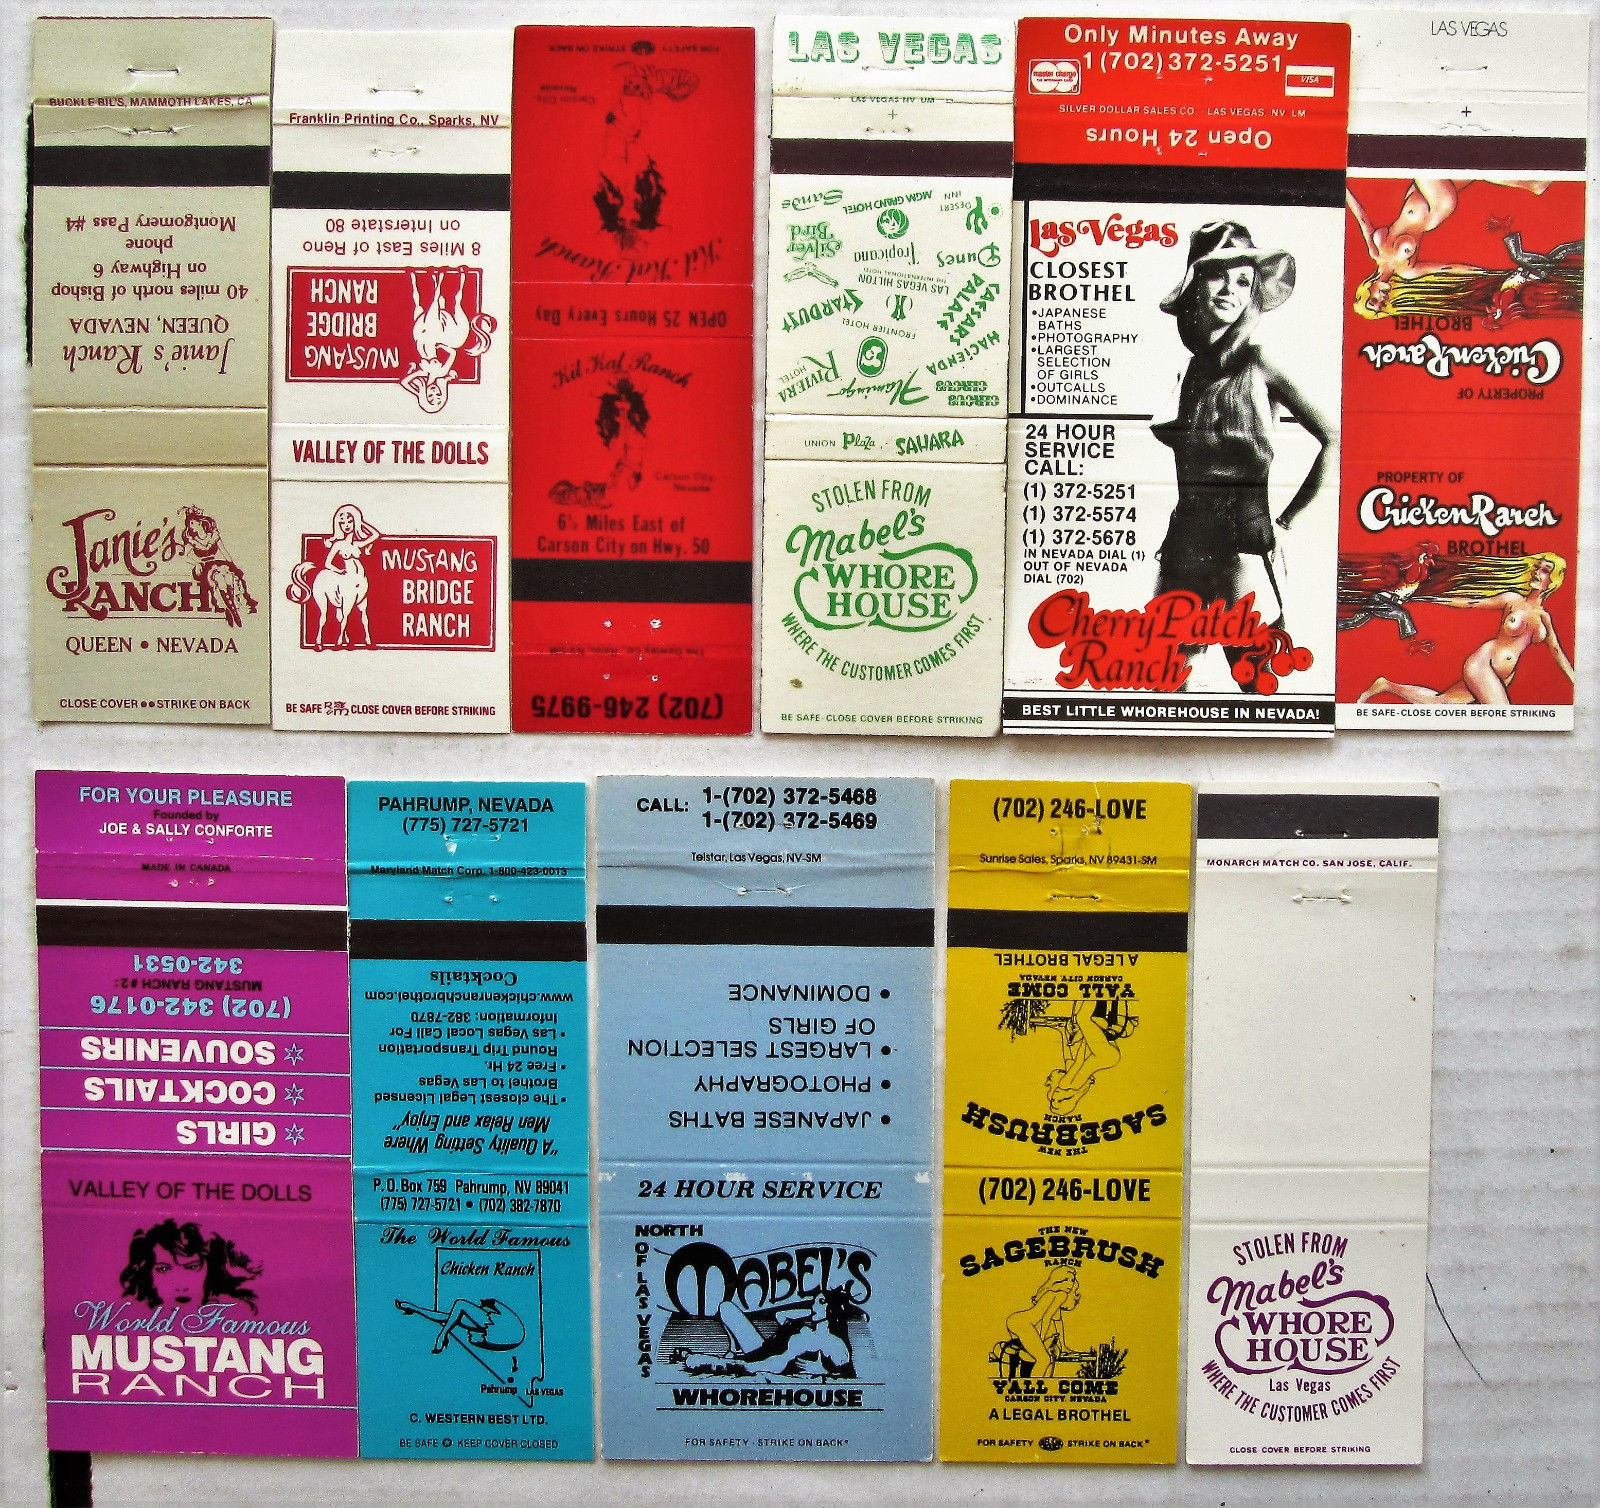 BUCKLE BIL'S, MAMMOTH LAKES, CA
Janie's Ranch
QUEEN, NEVADA
40 miles north of Bishop
on Highway 6
phone
Montgomery Pass #4
Janie's
RANCH
QUEEN • NEVADA
CLOSE COVER •• STRIKE ON BACK
Franklin Printing Co., Sparks, NV
MUSTANG
BRIDGE
RANCH
8 Miles East of Reno
on Interstate 80
VALLEY OF THE DOLLS
MUSTANG
BRIDGE
RANCH
BE SAFE CLOSE COVER BEFORE STRIKING
FOR SAFETY STRIKE ON BACK
Carson City
Nevada
Kit Kat Ranch
OPEN 25 Hours Every Day
Kit Kat Ranch
Carson City
Nevada
6½ Miles East of
Carson City on Hwy. 50
(702) 246-9975
LAS VEGAS
+
CIRCUS
CIRCUS
Flamingo
RIVIERA
HOTEL
HACIENDA
CAESARS
PALACE
FRONTIER HOTEL
STARDUST
LAS VEGAS HILTON
THE INTERNATIONAL HOTEL
Dunes
Tropicana
Silver
Bird
DESERT
INN
MGM GRAND HOTEL
Sands
UNION Plaza SAHARA
STOLEN FROM
Mabel's
WHORE
HOUSE
WHERE THE CUSTOMER COMES FIRST
BE SAFE - CLOSE COVER BEFORE STRIKING
Only Minutes Away
1 (702) 372-5251
master charge
VISA
SILVER DOLLAR SALES CO LAS VEGAS, NV LM
Open 24 Hours
Las Vegas
CLOSEST
BROTHEL
•JAPANESE
BATHS
•PHOTOGRAPHY
•LARGEST
SELECTION
OF GIRLS
•OUTCALLS
•DOMINANCE
24 HOUR
SERVICE
CALL:
(1) 372-5251
(1) 372-5574
(1) 372-5678
IN NEVADA DIAL (1)
OUT OF NEVADA
DIAL (702)
Cherry Patch
Ranch
BEST LITTLE WHOREHOUSE IN NEVADA!
LAS VEGAS
+
PROPERTY OF
Chicken Ranch
BROTHEL
PROPERTY OF
Chicken Ranch
BROTHEL
BE SAFE - CLOSE COVER BEFORE STRIKING
FOR YOUR PLEASURE
Founded by
JOE & SALLY CONFORTE
MADE IN CANADA
GIRLS
COCKTAILS
SOUVENIRS
(702) 342-0176
MUSTANG RANCH #2:
342-0531
VALLEY OF THE DOLLS
World Famous
MUSTANG
RANCH
PAHRUMP, NEVADA
(775) 727-5721
Maryland Match Corp. 1-800-423-0013
"A Quality Setting Where
Men Relax and Enjoy"
• The closest Legal Licensed
Brothel to Las Vegas
• Free 24 Hr.
Round Trip Transportation
• Las Vegas Local Call For
Information: 382-7870
www.chickenranchbrothel.com
Cocktails
P.O. Box 759 Pahrump, NV 89041
(775) 727-5721 • (702) 382-7870
The World Famous
Chicken Ranch
Pahrump
LAS VEGAS
C. WESTERN BEST LTD.
BE SAFE KEEP COVER CLOSED
CALL: 1-(702) 372-5468
1-(702) 372-5469
Telstar, Las Vegas, NV-SM
• JAPANESE BATHS
• PHOTOGRAPHY
• LARGEST SELECTION
OF GIRLS
• DOMINANCE
24 HOUR SERVICE
NORTH
OF LAS VEGAS
MABEL'S
WHOREHOUSE
FOR SAFETY - STRIKE ON BACK
(702) 246-LOVE
Sunrise Sales, Sparks, NV 89431-SM
THE NEW
SAGEBRUSH
RANCH
Y'ALL COME
CARSON CITY, NEVADA
A LEGAL BROTHEL
(702) 246-LOVE
THE NEW
SAGEBRUSH
RANCH
Y'ALL COME
CARSON CITY, NEVADA
A LEGAL BROTHEL
FOR SAFETY STRIKE ON BACK
MONARCH MATCH CO. SAN JOSE, CALIF.
STOLEN FROM
Mabel's
WHORE
HOUSE
Las Vegas
WHERE THE CUSTOMER COMES FIRST
CLOSE COVER BEFORE STRIKING